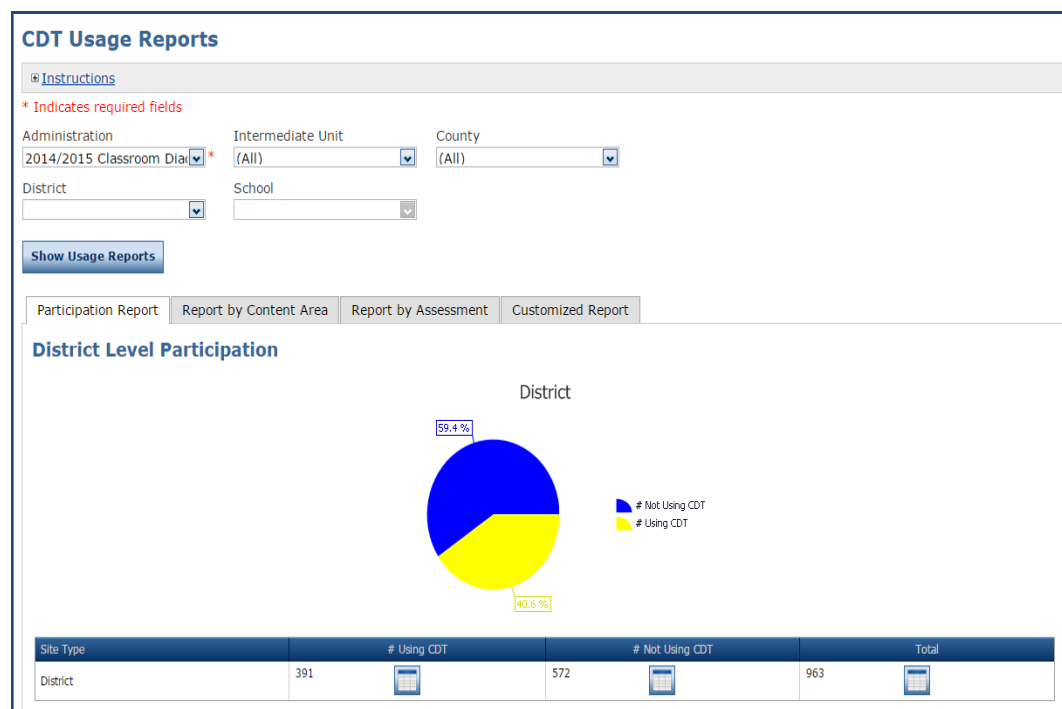 CDT Usage Reports
Instructions
* Indicates required fields
Administration Intermediate Unit County
2014/2015 Classroom Diac * (All) (All)
District School
Show Usage Reports
Participation Report Report by Content Area Report by Assessment Customized Report
District Level Participation
District
59.4 %
# Not Using CDT
# Using CDT
40.6 %
Site Type # Using CDT # Not Using CDT Total
District 391 572 963